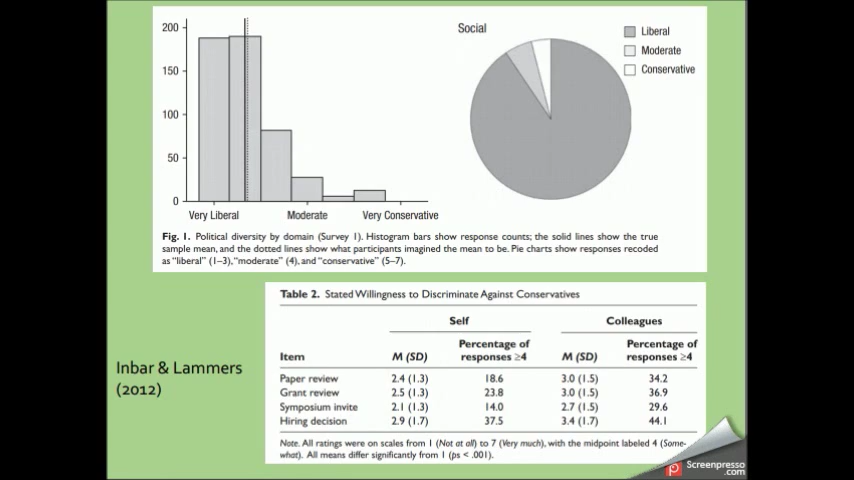 200
150
100
50
0
Very Liberal
Moderate
Very Conservative
Social
Liberal
Moderate
Conservative
Fig. 1. Political diversity by domain (Survey 1). Histogram bars show response counts; the solid lines show the true
sample mean, and the dotted lines show what participants imagined the mean to be. Pie charts show responses recoded
as "liberal" (1–3), "moderate" (4), and "conservative" (5–7).
Inbar & Lammers
(2012)
Table 2. Stated Willingness to Discriminate Against Conservatives
Self Colleagues
Percentage of Percentage of
Item M (SD) responses ≥4 M (SD) responses ≥4
Paper review 2.4 (1.3) 18.6 3.0 (1.5) 34.2
Grant review 2.5 (1.3) 23.8 3.0 (1.5) 36.9
Symposium invite 2.1 (1.3) 14.0 2.7 (1.5) 29.6
Hiring decision 2.9 (1.7) 37.5 3.4 (1.7) 44.1
Note. All ratings were on scales from 1 (Not at all) to 7 (Very much), with the midpoint labeled 4 (Some-
what). All means differ significantly from 1 (ps < .001).
Screenpresso
.com